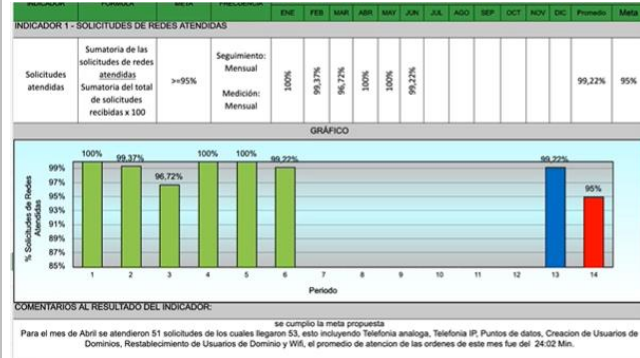 INDICADOR FORMULA META FRECUENCIA ENE FEB MAR ABR MAY JUN JUL AGO SEP OCT NOV DIC Promedio Meta
INDICADOR 1 - SOLICITUDES DE REDES ATENDIDAS
Solicitudes
atendidas
Sumatoria de las
solicitudes de redes
atendidas
Sumatoria del total
de solicitudes
recibidas x 100
>=95%
Seguimiento:
Mensual
Medición:
Mensual
100% 99,37% 96,72% 100% 100% 99,22% 99,22% 95%
GRÁFICO
100% 99.37% 96.72% 100% 100% 99.22% 99.22% 95%
% Solicitudes de Redes
Atendidas
99%
97%
95%
93%
91%
89%
87%
85%
1 2 3 4 5 6 7 8 9 10 11 12 13 14
Periodo
COMENTARIOS AL RESULTADO DEL INDICADOR:
se cumplio la meta propuesta
Para el mes de Abril se atendieron 51 solicitudes de los cuales llegaron 53, esto incluyendo Telefonia analoga, Telefonia IP, Puntos de datos, Creacion de Usuarios de
Dominios, Restablecimiento de Usuarios de Dominio y Wifi, el promedio de atencion de las ordenes de este mes fue del 24:02 Min.